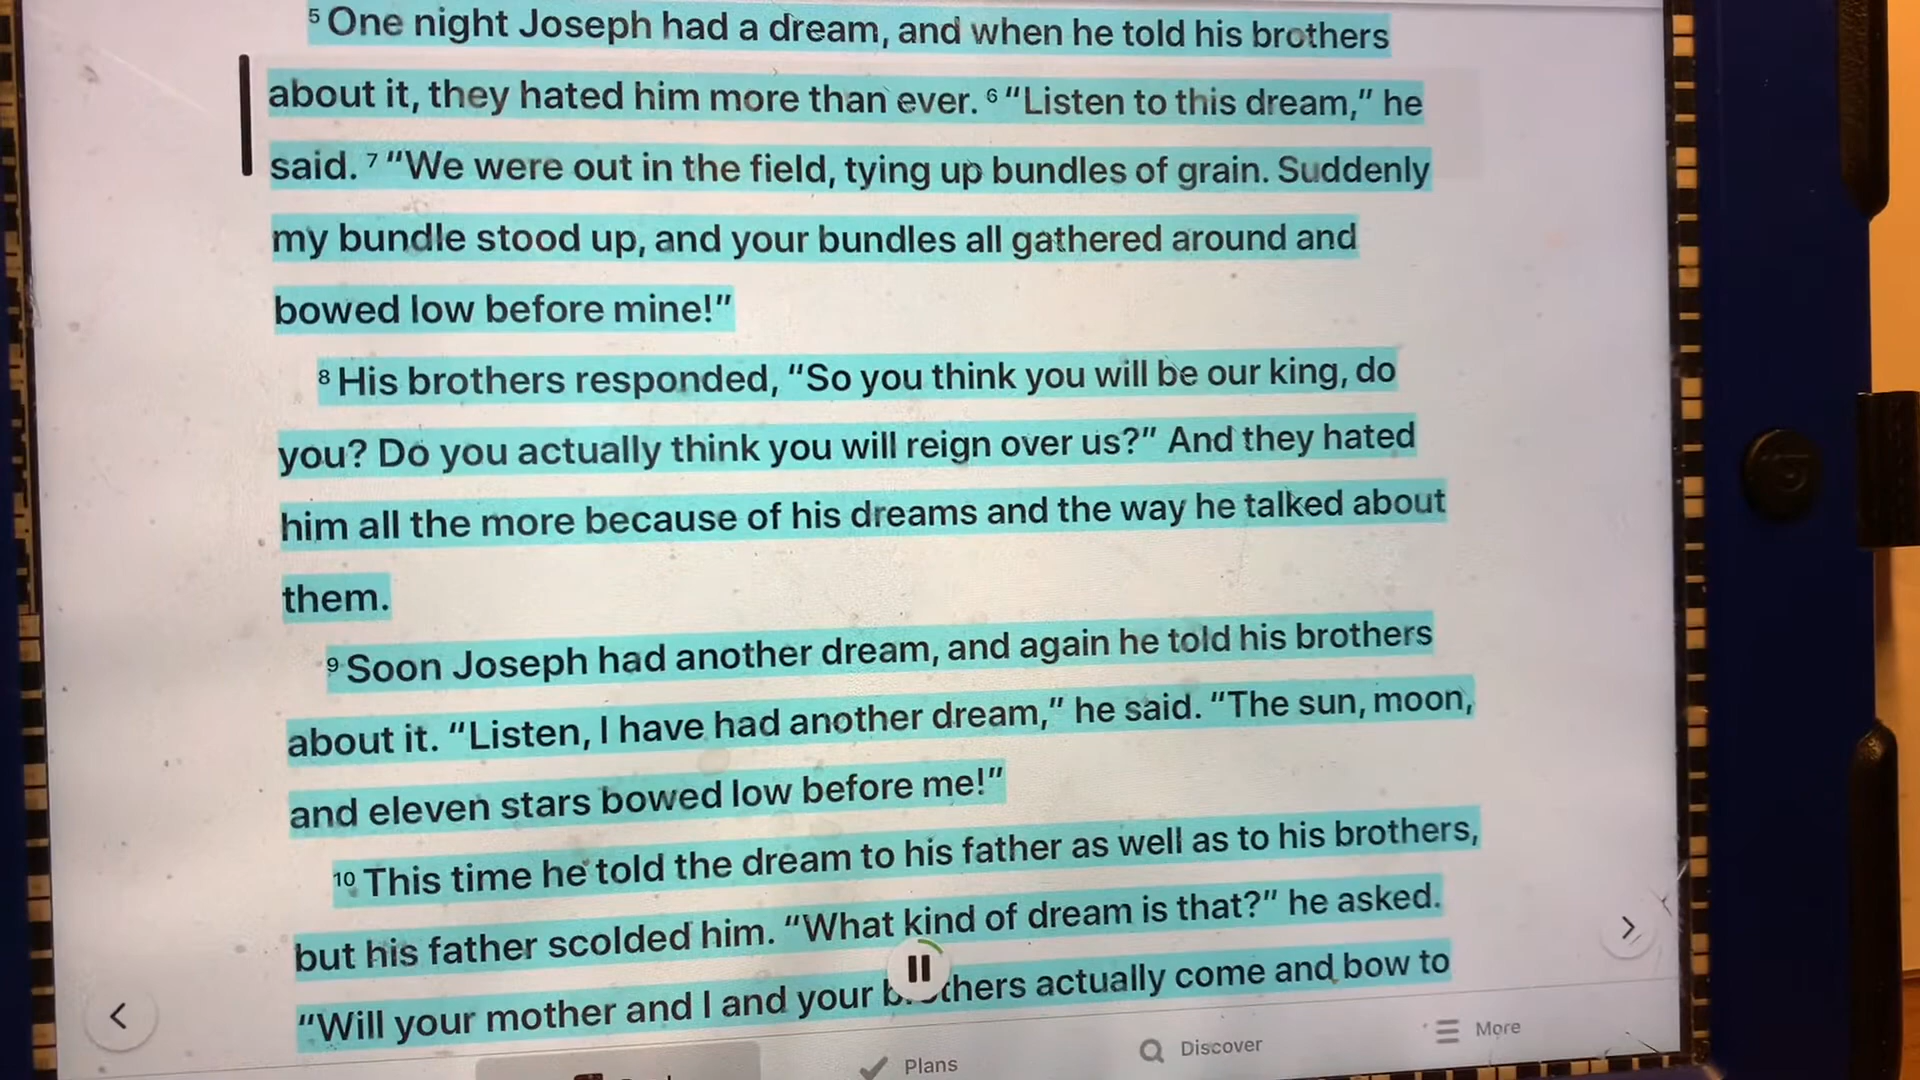 5 One night Joseph had a dream, and when he told his brothers
about it, they hated him more than ever. 6 “Listen to this dream,” he
said. 7 “We were out in the field, tying up bundles of grain. Suddenly
my bundle stood up, and your bundles all gathered around and
bowed low before mine!”
8 His brothers responded, “So you think you will be our king, do
you? Do you actually think you will reign over us?” And they hated
him all the more because of his dreams and the way he talked about
them.
9 Soon Joseph had another dream, and again he told his brothers
about it. “Listen, I have had another dream,” he said. “The sun, moon,
and eleven stars bowed low before me!”
10 This time he told the dream to his father as well as to his brothers,
but his father scolded him. “What kind of dream is that?” he asked.
“Will your mother and I and your brothers actually come and bow to
Plans
Discover
More